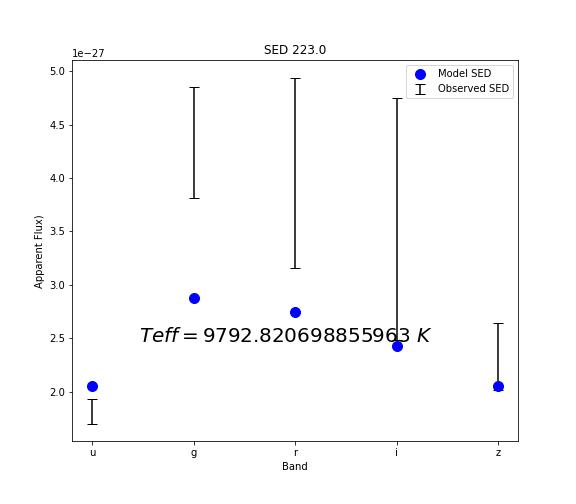 SED 223.0
1e−27
Model SED
Observed SED
5.0
4.5
4.0
3.5
3.0
2.5
2.0
Apparent Flux)
Teff = 9792.820698855963 K
u g r i z
Band